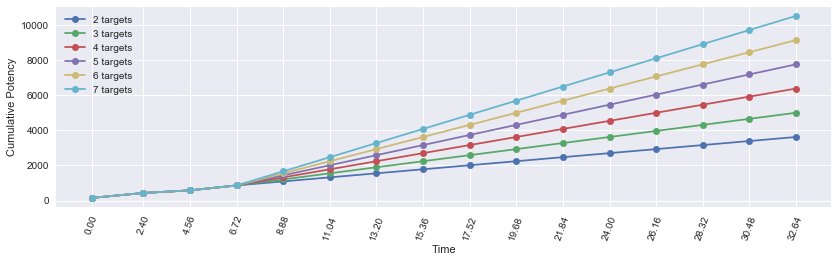 2 targets
3 targets
4 targets
5 targets
6 targets
7 targets
Cumulative Potency
10000
8000
6000
4000
2000
0
0.00 2.40 4.56 6.72 8.88 11.04 13.20 15.36 17.52 19.68 21.84 24.00 26.16 28.32 30.48 32.64
Time